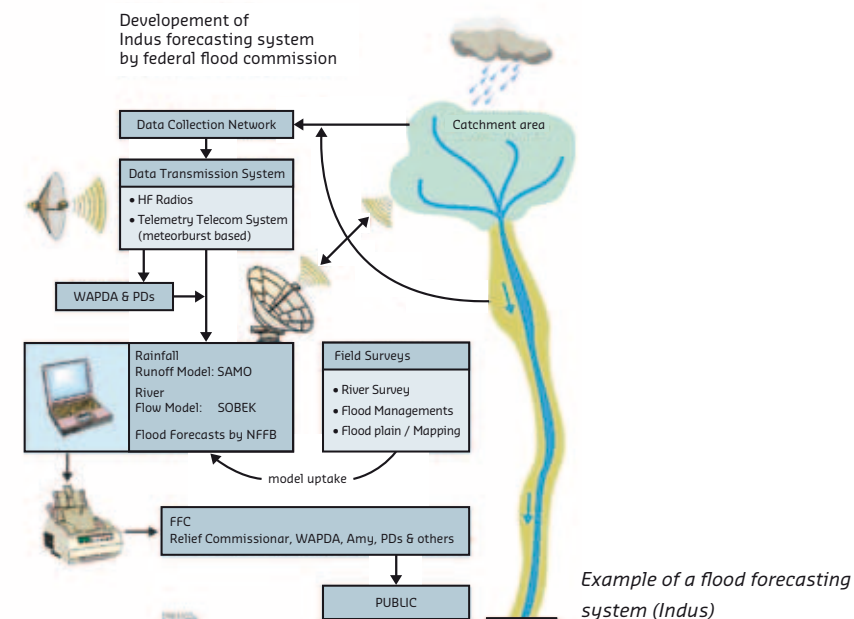 Developement of
Indus forecasting system
by federal flood commission
Data Collection Network
Catchment area
Data Transmission System
• HF Radios
• Telemetry Telecom System
(meteorburst based)
WAPDA & PDs
Rainfall
Runoff Model: SAMO
River
Flow Model: SOBEK
Flood Forecasts by NFFB
Field Surveys
• River Survey
• Flood Managements
• Flood plain / Mapping
model uptake
FFC
Relief Commissionar, WAPDA, Amy, PDs & others
PUBLIC
Example of a flood forecasting
system (Indus)